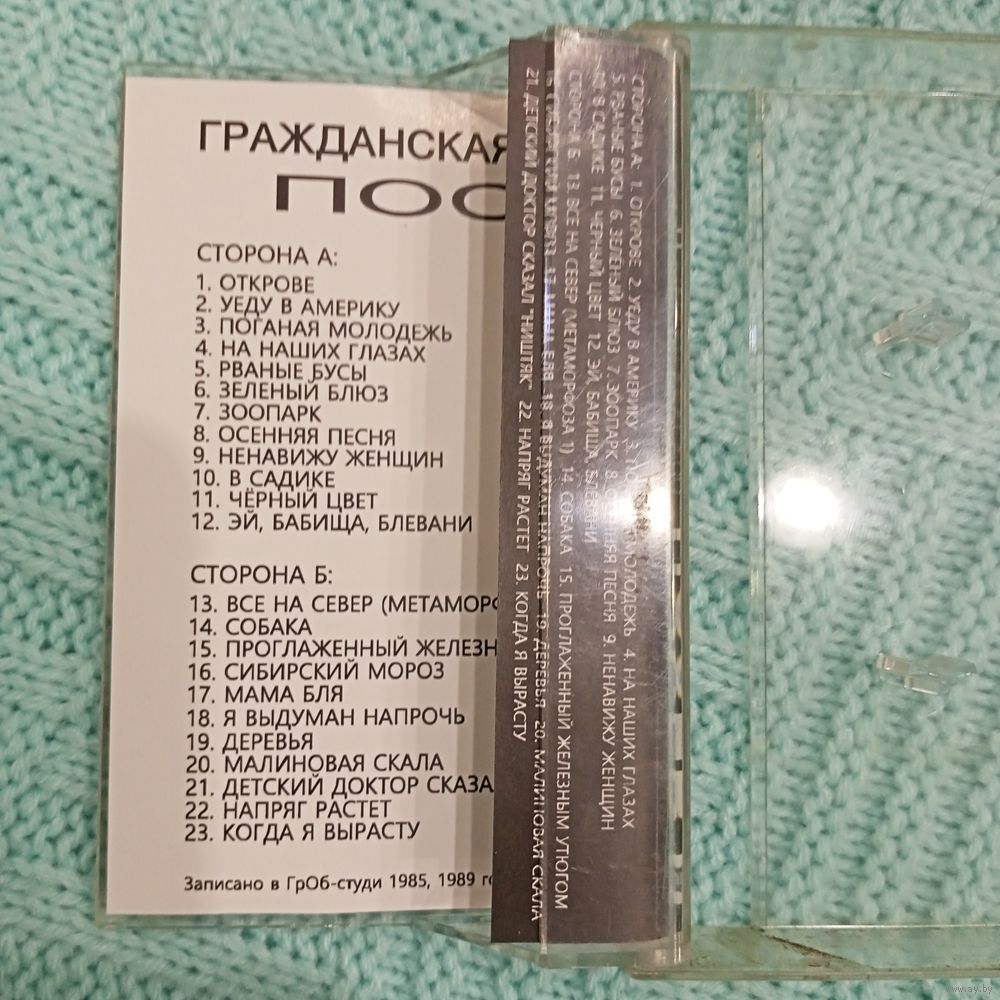 ГРАЖДАНСКАЯ
ПОС
СТОРОНА А:
1. ОТКРОВЕ
2. УЕДУ В АМЕРИКУ
3. ПОГАНАЯ МОЛОДЕЖЬ
4. НА НАШИХ ГЛАЗАХ
5. РВАНЫЕ БУСЫ
6. ЗЕЛЕНЫЙ БЛЮЗ
7. ЗООПАРК
8. ОСЕННЯЯ ПЕСНЯ
9. НЕНАВИЖУ ЖЕНЩИН
10. В САДИКЕ
11. ЧЁРНЫЙ ЦВЕТ
12. ЭЙ, БАБИЩА, БЛЕВАНИ
СТОРОНА Б:
13. ВСЕ НА СЕВЕР (МЕТАМОРФ
14. СОБАКА
15. ПРОГЛАЖЕННЫЙ ЖЕЛЕЗН
16. СИБИРСКИЙ МОРОЗ
17. МАМА БЛЯ
18. Я ВЫДУМАН НАПРОЧЬ
19. ДЕРЕВЬЯ
20. МАЛИНОВАЯ СКАЛА
21. ДЕТСКИЙ ДОКТОР СКАЗА
22. НАПРЯГ РАСТЕТ
23. КОГДА Я ВЫРАСТУ
Записано в ГрОб-студи 1985, 1989 го
СТОРОНА А: 1. ОТКРОВЕ 2. УЕДУ В АМЕРИКУ 3. МОЛОДЕЖЬ 4. НА НАШИХ ГЛАЗАХ
5. РВАНЫЕ БУСЫ 6. ЗЕЛЕНЫЙ БЛЮЗ 7. ЗООПАРК 8. ОСЕННЯЯ ПЕСНЯ 9. НЕНАВИЖУ ЖЕНЩИН
В САДИКЕ 11. ЧЕРНЫЙ ЦВЕТ 12. ЭЙ, БАБИЩА, БЛЕВАНИ
СТОРОНА Б: 13. ВСЕ НА СЕВЕР (МЕТАМОРФОЗА 1) 14. СОБАКА 15. ПРОГЛАЖЕННЫЙ ЖЕЛЕЗНЫМ УТЮГОМ
18. Я ВЫДУМАН НАПРОЧЬ 19. ДЕРЕВЬЯ 20. МАЛИНОВАЯ СКАЛА
21. ДЕТСКИЙ ДОКТОР СКАЗАЛ "НИШТЯК" 22. НАПРЯГ РАСТЕТ 23. КОГДА Я ВЫРАСТУ
www.ay.by